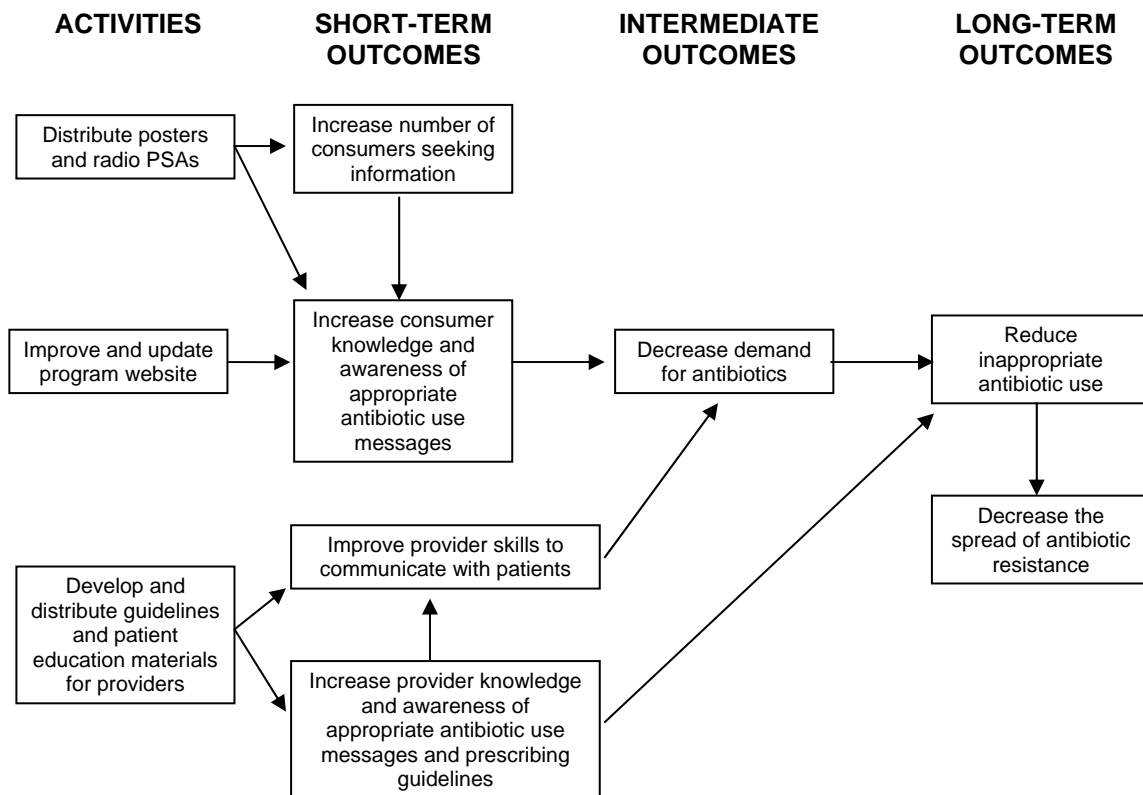 ACTIVITIES
SHORT-TERM
OUTCOMES
INTERMEDIATE
OUTCOMES
LONG-TERM
OUTCOMES
Distribute posters
and radio PSAs
Increase number of
consumers seeking
information
Improve and update
program website
Increase consumer
knowledge and
awareness of
appropriate
antibiotic use
messages
Decrease demand
for antibiotics
Reduce
inappropriate
antibiotic use
Decrease the
spread of antibiotic
resistance
Develop and
distribute guidelines
and patient
education materials
for providers
Improve provider skills to
communicate with patients
Increase provider knowledge
and awareness of
appropriate antibiotic use
messages and prescribing
guidelines